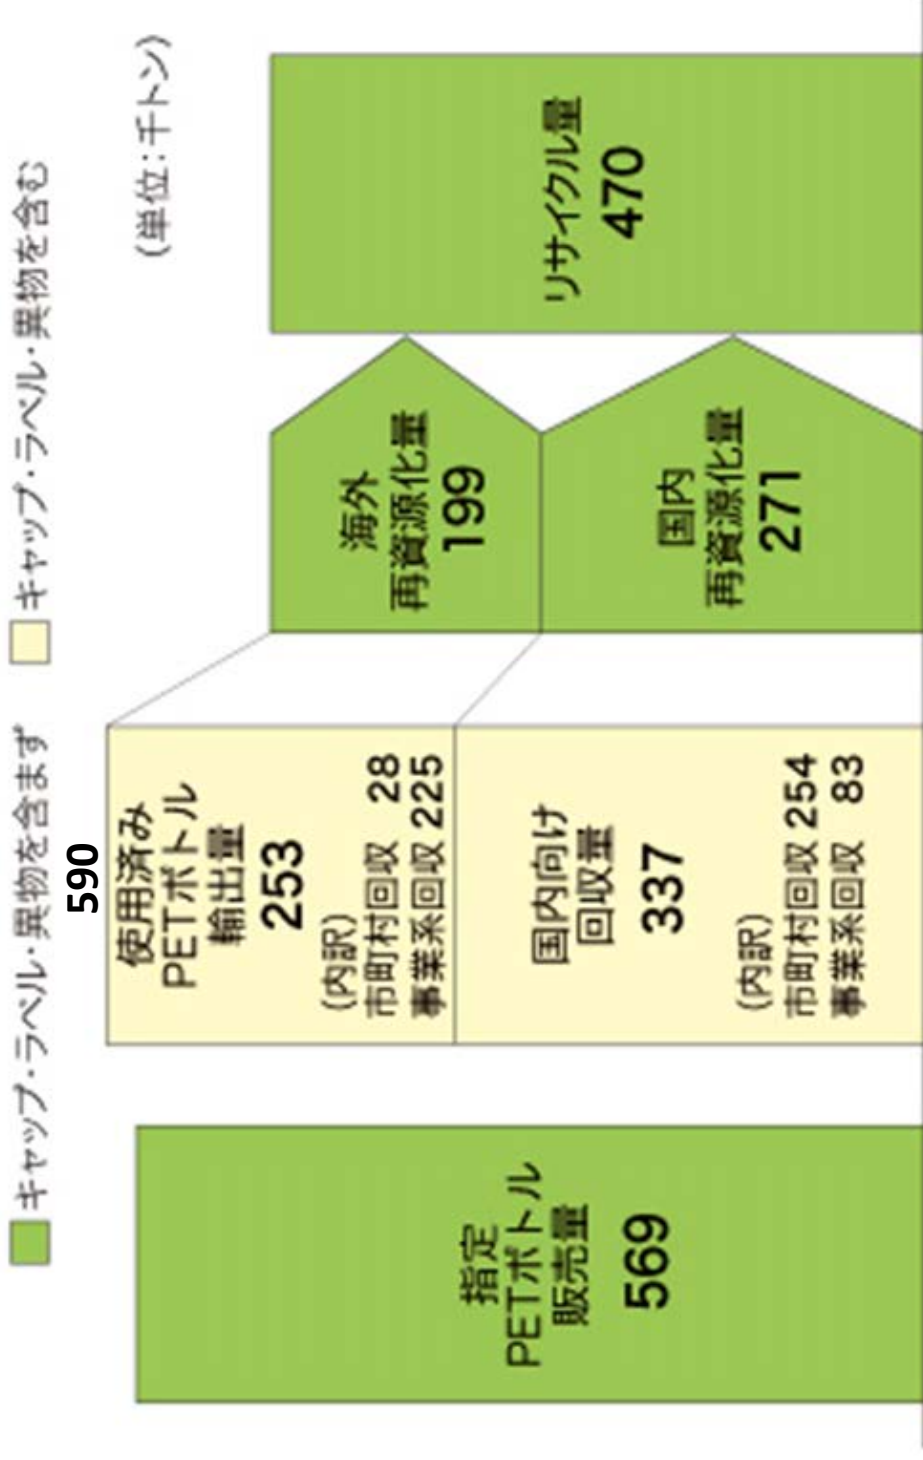 キャップ・ラベル・異物を含まず
キャップ・ラベル・異物を含む
(単位:千トン)
指定
PETボトル
販売量
569
590
使用済み
PETボトル
輸出量
253
(内訳)
市町村回収 28
事業系回収 225
国内向け
回収量
337
(内訳)
市町村回収 254
事業系回収 83
海外
再資源化量
199
国内
再資源化量
271
リサイクル量
470